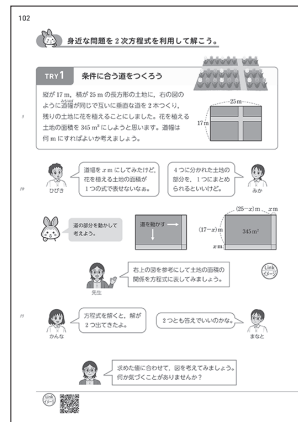 102
身近な問題を2次方程式を利用して解こう。
TRY 1 条件に合う道をつくろう
縦が17 m、横が25 mの長方形の土地に、右の図の
ように道幅が同じで互いに垂直な道を2本つくり、
残りの土地に花を植えることにしました。花を植える
土地の面積を345 m²にしようと思います。道幅は
何mにすればよいか考えましょう。
25 m
17 m
5
道幅を x mにしてみたけど、
花を植える土地の面積が
1つの式で表せないなぁ。
ひびき
4つに分かれた土地の
部分を、1つにまとめ
られるといいけど。
みか
10
道の部分を動かして
考えよう。
道を動かす
(25−x) m
x m
(17−x) m
345 m²
x m
右上の図を参考にして土地の面積の
関係を方程式に表してみましょう。
先生
15
方程式を解くと、解が
2つ出てきたよ。
かんな
2つとも答えでいいのかな。
まなと
求めた値に合わせて、図を考えてみましょう。
何か気づくことがありませんか？